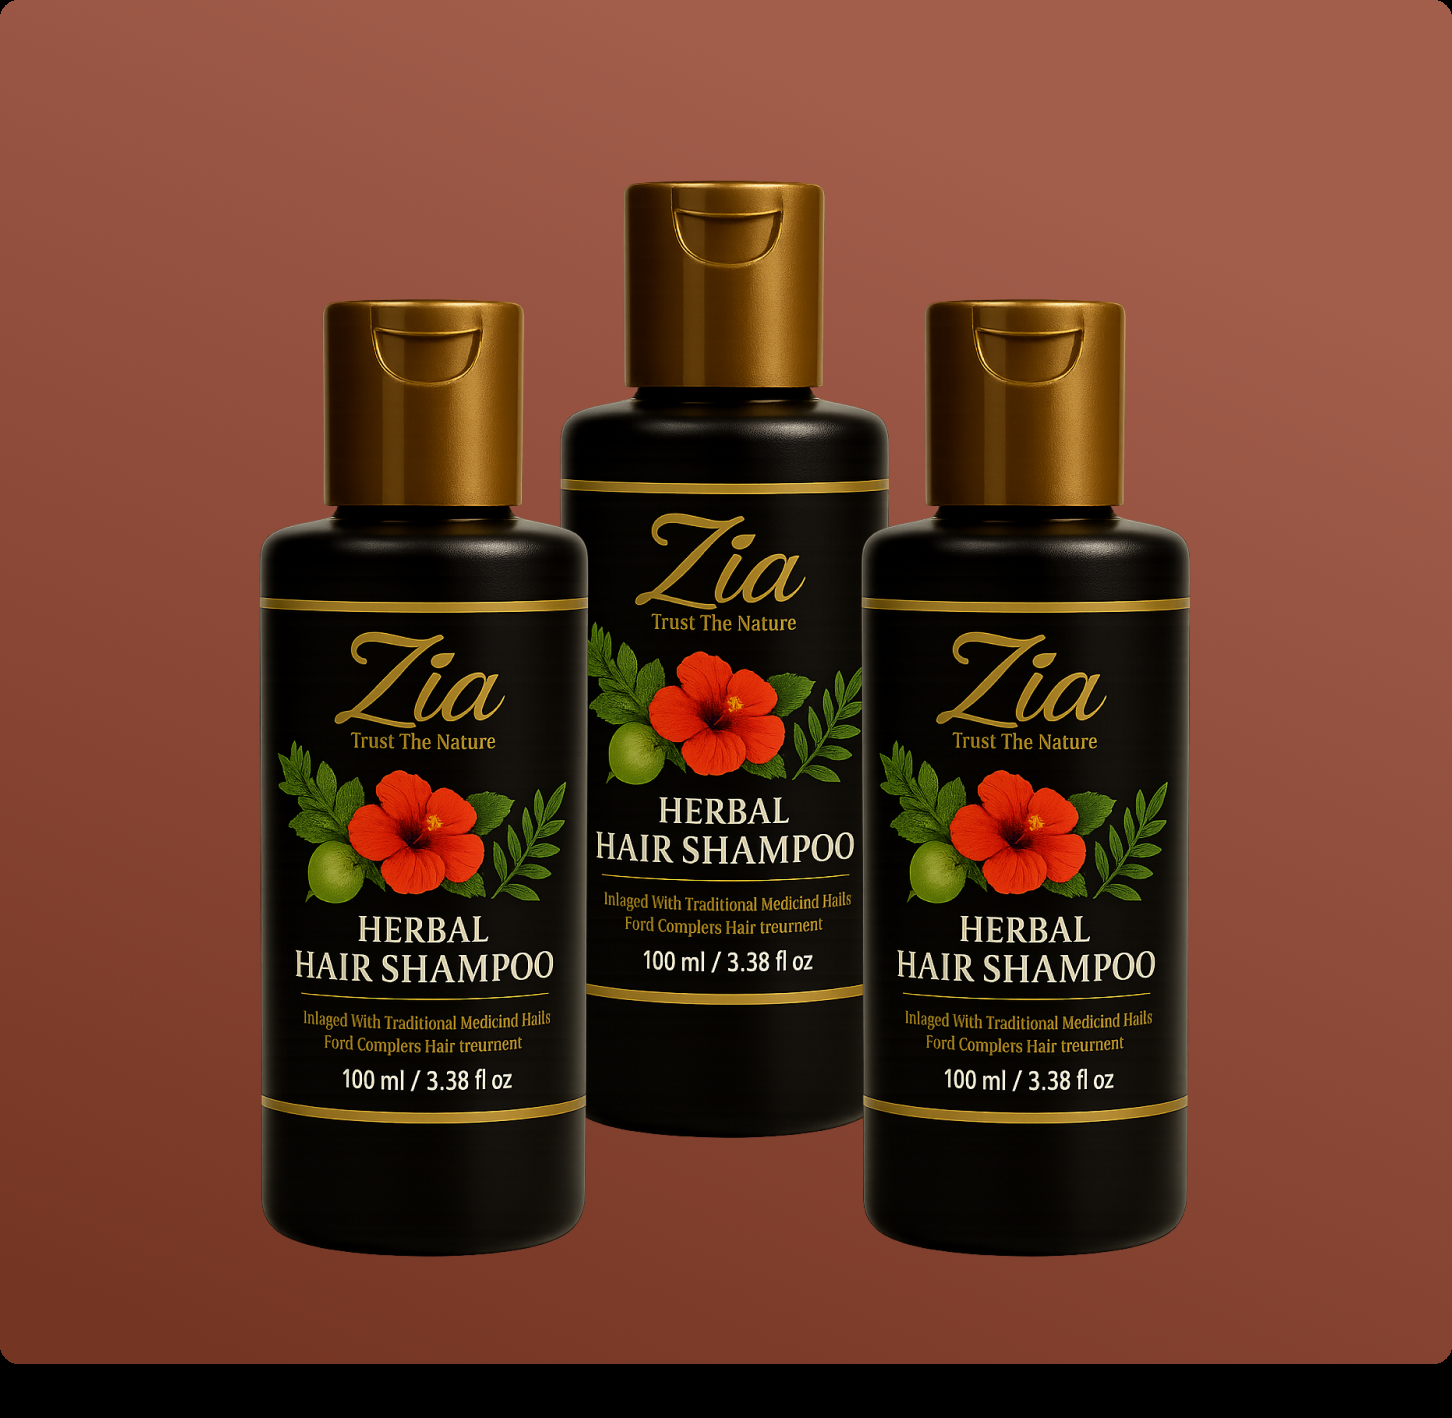 Zia
Trust The Nature
HERBAL
HAIR SHAMPOO
Inlaged With Traditional Medicind Hails
Ford Complers Hair treurnent
100 ml / 3.38 fl oz
Zia
Trust The Nature
HERBAL
HAIR SHAMPOO
Inlaged With Traditional Medicind Hails
Ford Complers Hair treurnent
100 ml / 3.38 fl oz
Zia
Trust The Nature
HERBAL
HAIR SHAMPOO
Inlaged With Traditional Medicind Hails
Ford Complers Hair treurnent
100 ml / 3.38 fl oz